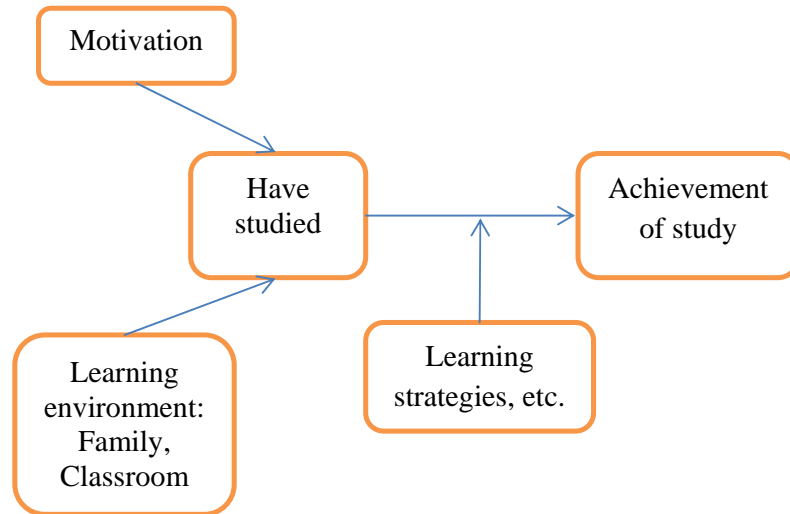 Motivation
Have
studied
Achievement
of study
Learning
environment:
Family,
Classroom
Learning
strategies, etc.